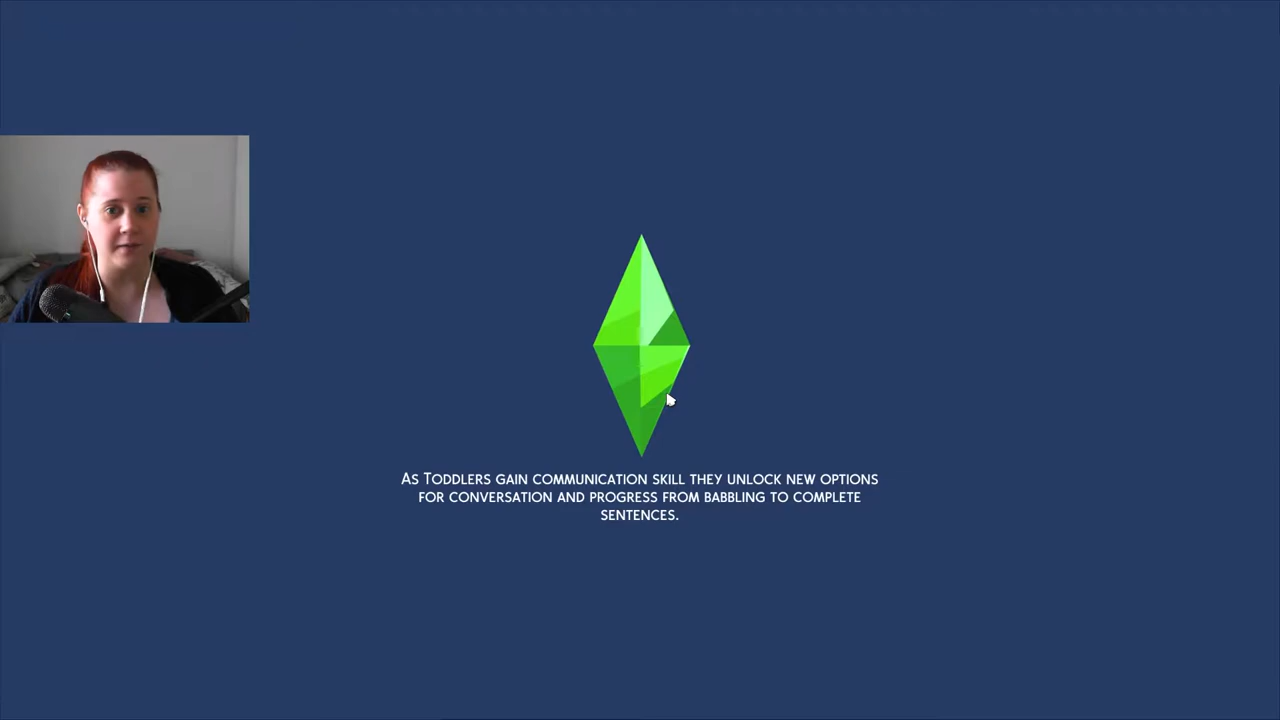 As Toddlers gain communication skill they unlock new options
for conversation and progress from babbling to complete
sentences.